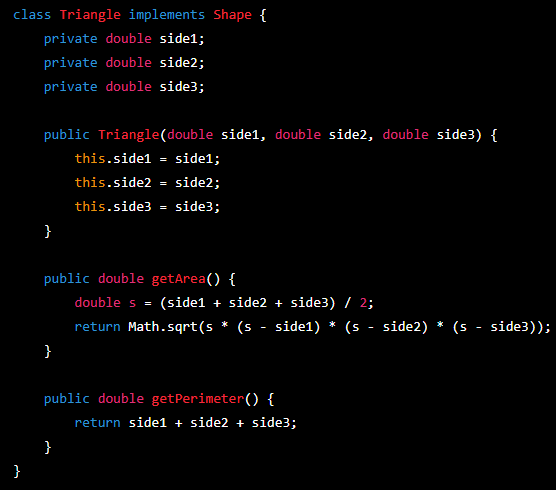 class Triangle implements Shape {
    private double side1;
    private double side2;
    private double side3;

    public Triangle(double side1, double side2, double side3) {
        this.side1 = side1;
        this.side2 = side2;
        this.side3 = side3;
    }

    public double getArea() {
        double s = (side1 + side2 + side3) / 2;
        return Math.sqrt(s * (s - side1) * (s - side2) * (s - side3));
    }

    public double getPerimeter() {
        return side1 + side2 + side3;
    }
}